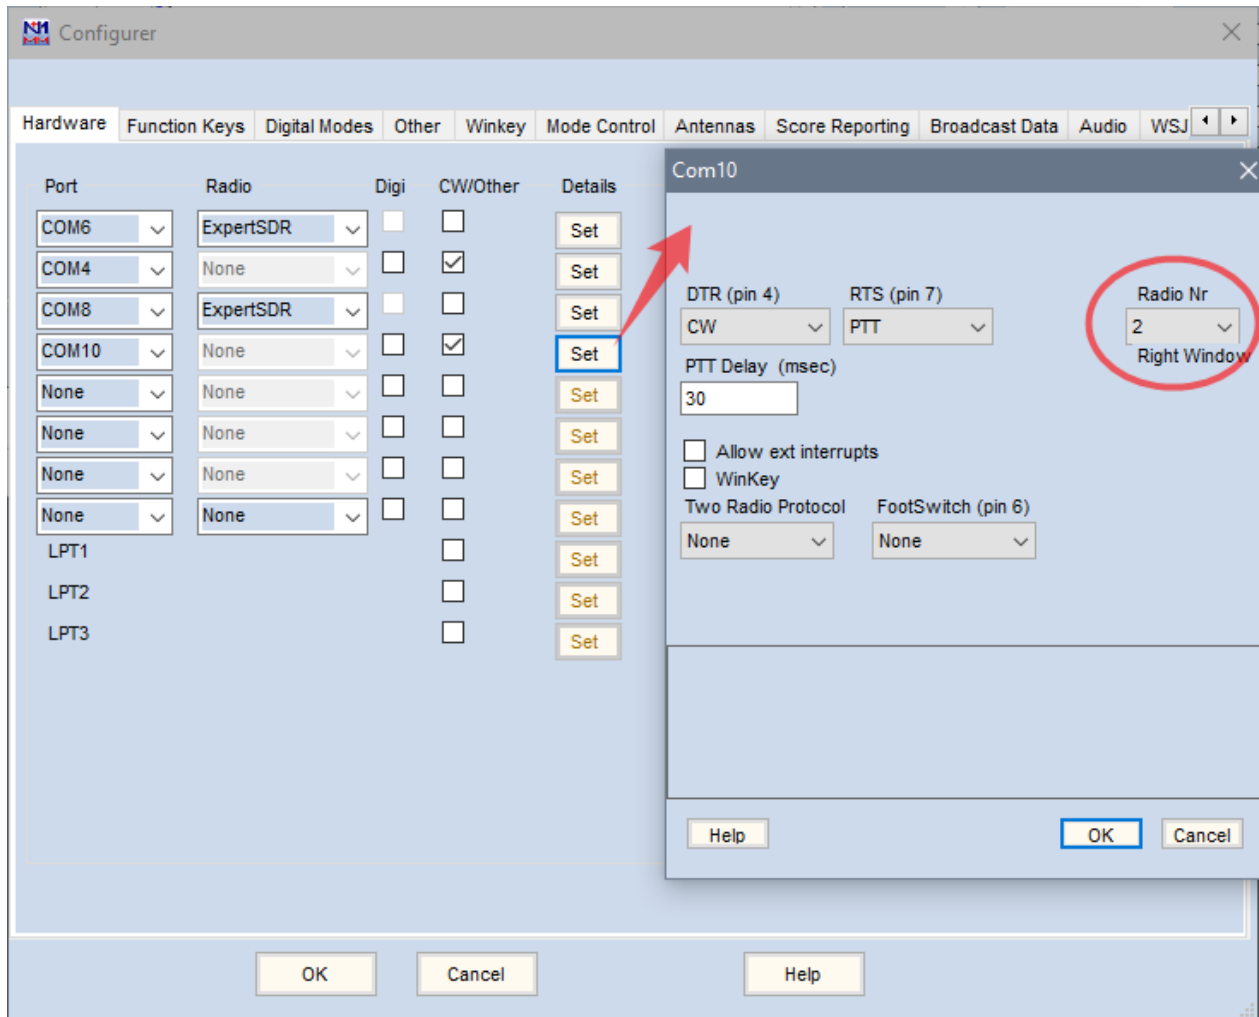 N1 MM Configurer
Hardware Function Keys Digital Modes Other Winkey Mode Control Antennas Score Reporting Broadcast Data Audio WSJ
Port Radio Digi CW/Other Details
COM6 ExpertSDR Set
COM4 None Set
COM8 ExpertSDR Set
COM10 None Set
None None Set
None None Set
None None Set
None None Set
LPT1 Set
LPT2 Set
LPT3 Set
Com10
DTR (pin 4) RTS (pin 7) Radio Nr
CW PTT 2
Right Window
PTT Delay (msec)
30
Allow ext interrupts
WinKey
Two Radio Protocol FootSwitch (pin 6)
None None
Help OK Cancel
OK Cancel Help